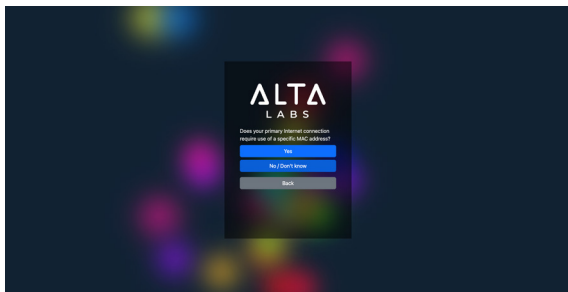 ALTA
LABS
Does your primary Internet connection
require use of a specific MAC address?
Yes
No / Don't know
Back